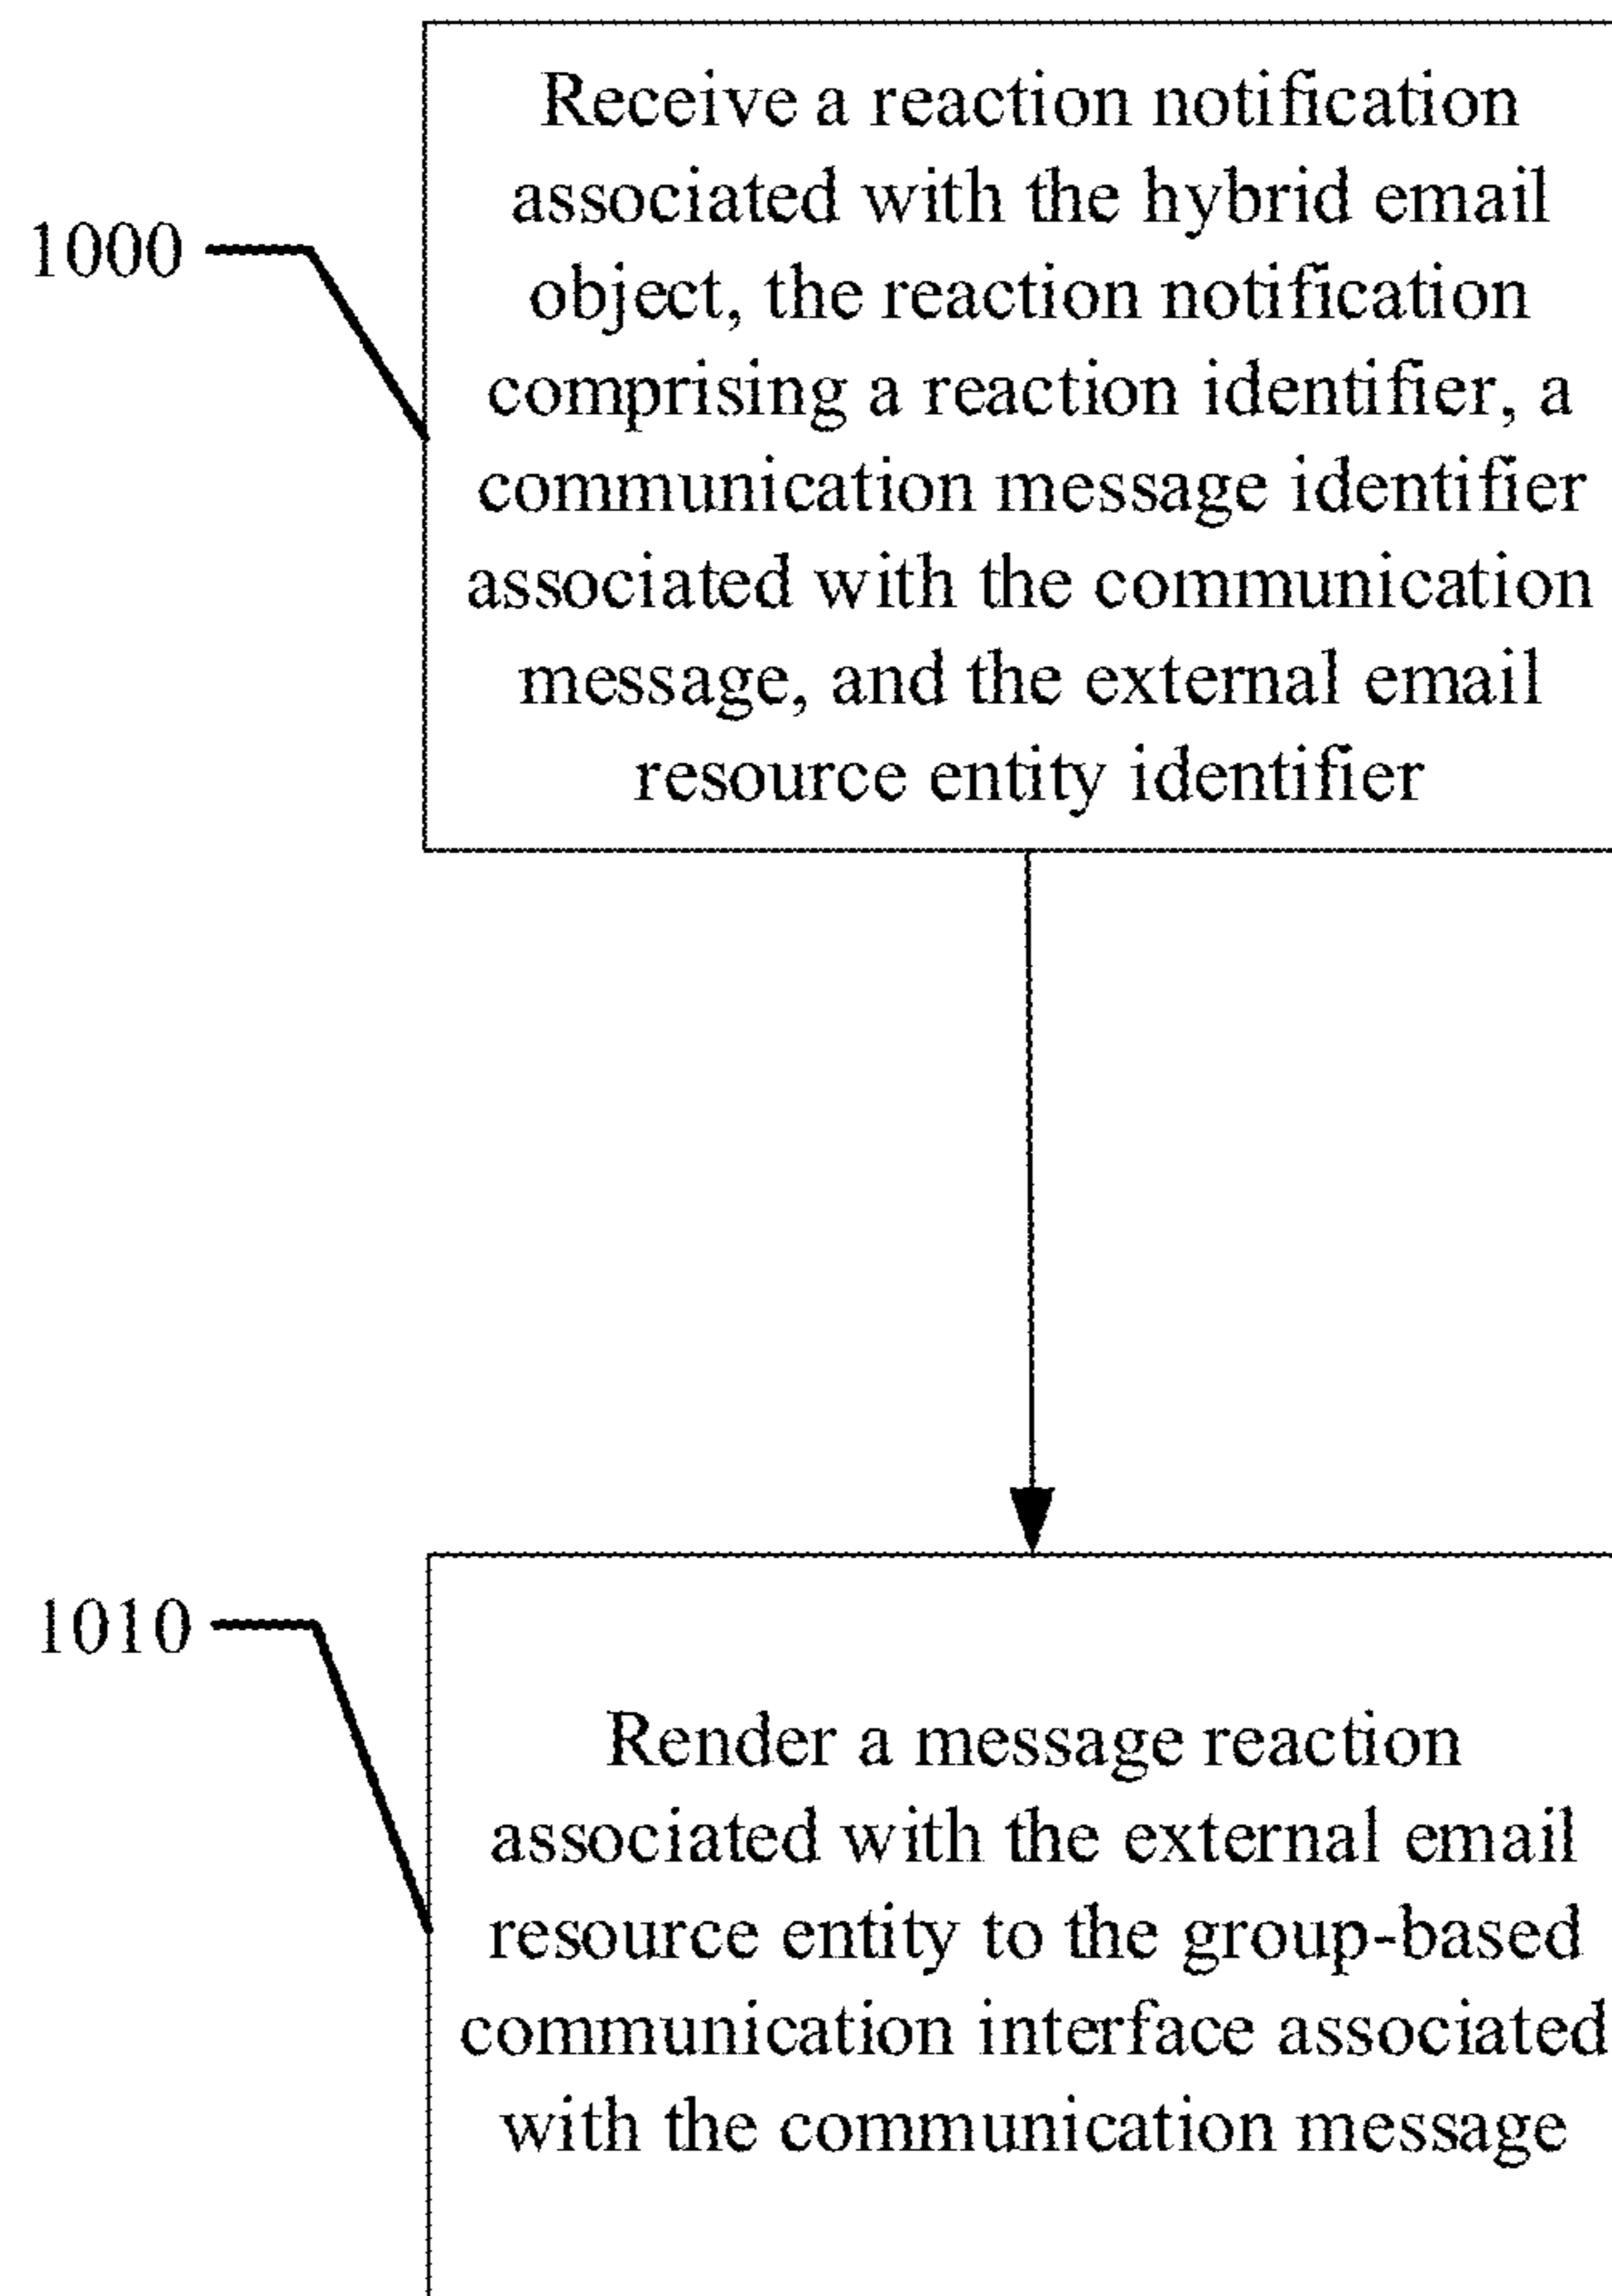 Receive a reaction notification
associated with the hybrid email
1000
object, the reaction notification
comprising a reaction identifier, a
communication message identifier
associated with the communication
message, and the external email
resource entity identifier
1010
Render a message reaction
associated with the external email
resource entity to the group-based
communication interface associated
with the communication message